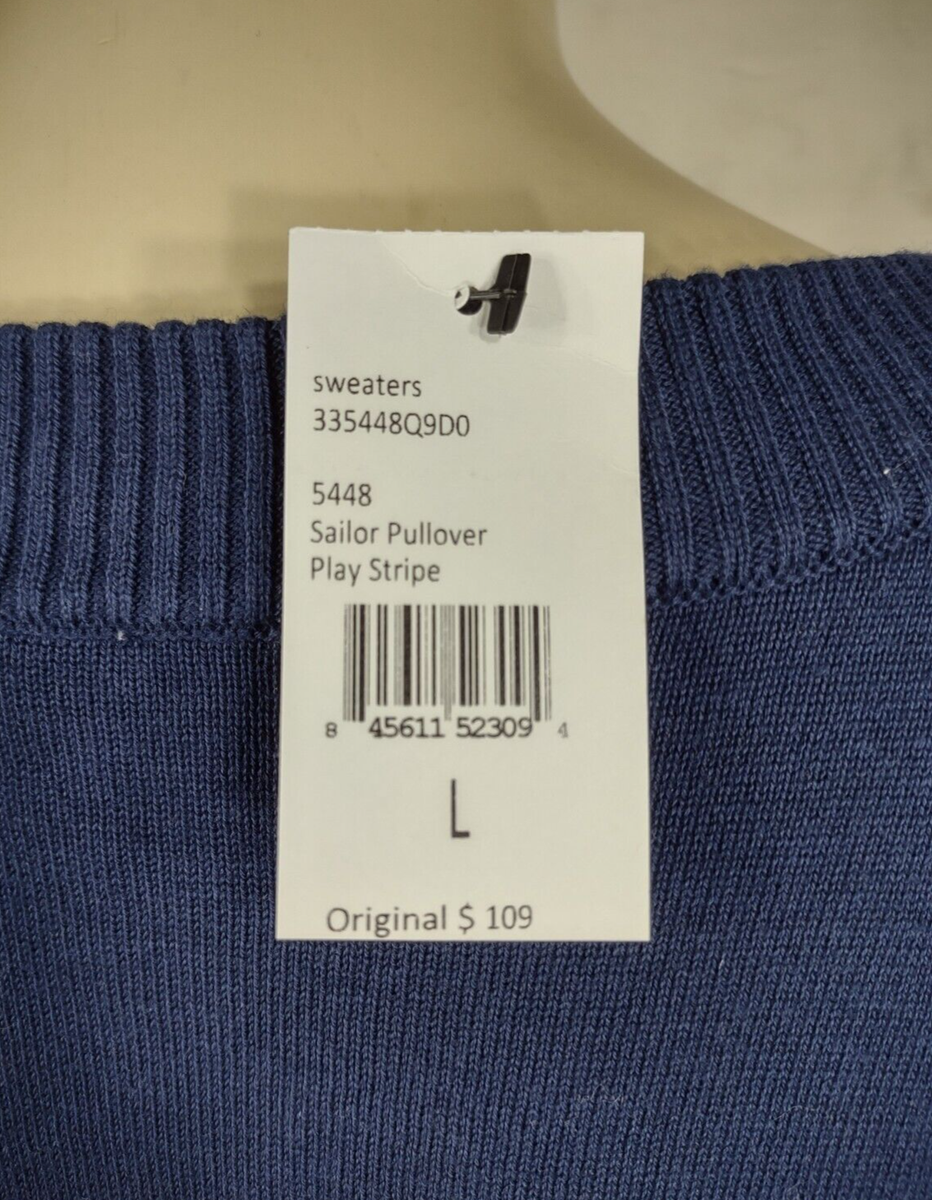 sweaters
335448Q9D0
5448
Sailor Pullover
Play Stripe
8 45611 52309 4
L
Original $ 109